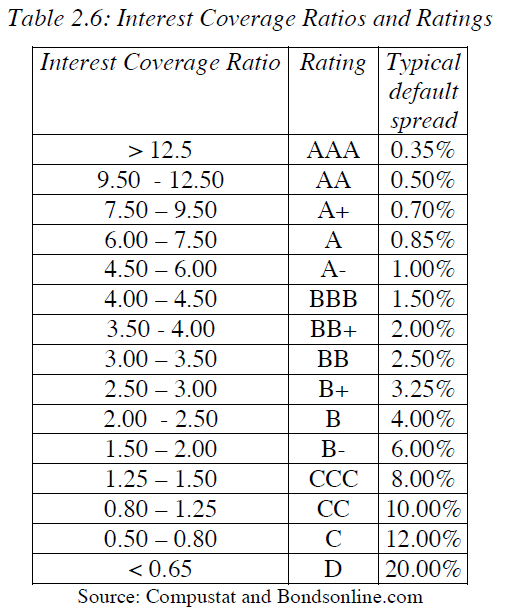 Table 2.6: Interest Coverage Ratios and Ratings
Interest Coverage Ratio Rating Typical
default
spread
> 12.5 AAA 0.35%
9.50 - 12.50 AA 0.50%
7.50 – 9.50 A+ 0.70%
6.00 – 7.50 A 0.85%
4.50 – 6.00 A- 1.00%
4.00 – 4.50 BBB 1.50%
3.50 - 4.00 BB+ 2.00%
3.00 – 3.50 BB 2.50%
2.50 – 3.00 B+ 3.25%
2.00 - 2.50 B 4.00%
1.50 – 2.00 B- 6.00%
1.25 – 1.50 CCC 8.00%
0.80 – 1.25 CC 10.00%
0.50 – 0.80 C 12.00%
< 0.65 D 20.00%
Source: Compustat and Bondsonline.com